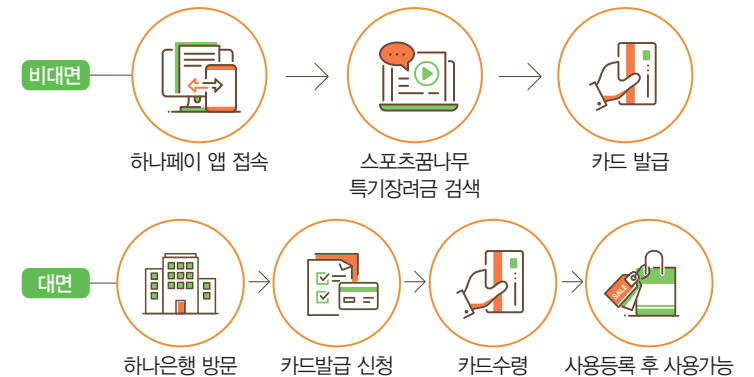 비대면
하나페이 앱 접속
스포츠꿈나무
특기장려금 검색
카드 발급
대면
SALE
하나은행 방문
카드발급 신청
카드수령
사용등록 후 사용가능